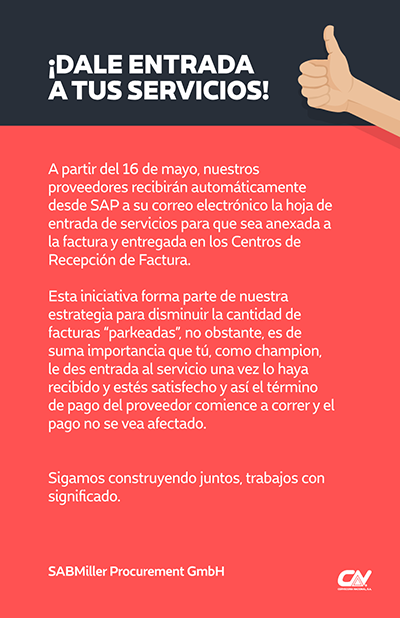 ¡DALE ENTRADA
A TUS SERVICIOS!
A partir del 16 de mayo, nuestros
proveedores recibirán automáticamente
desde SAP a su correo electrónico la hoja de
entrada de servicios para que sea anexada a
la factura y entregada en los Centros de
Recepción de Factura.
Esta iniciativa forma parte de nuestra
estrategia para disminuir la cantidad de
facturas “parkeadas”, no obstante, es de
suma importancia que tú, como champion,
le des entrada al servicio una vez lo haya
recibido y estés satisfecho y así el término
de pago del proveedor comience a correr y el
pago no se vea afectado.
Sigamos construyendo juntos, trabajos con
significado.
SABMiller Procurement GmbH
CN